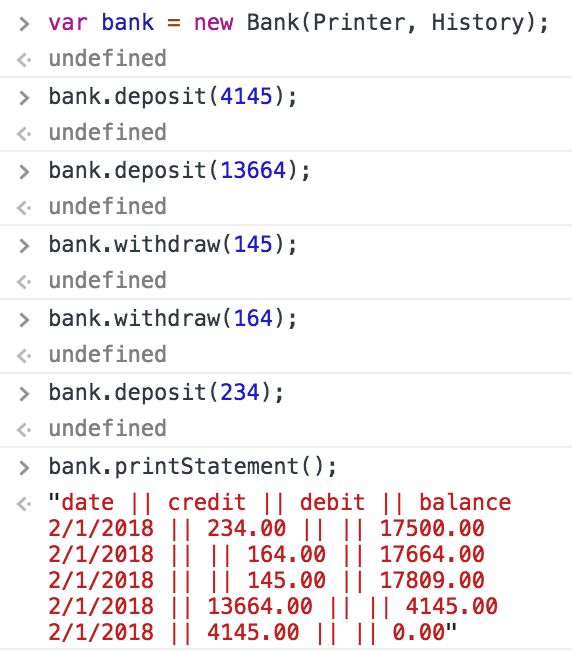 > var bank = new Bank(Printer, History);
<· undefined
> bank.deposit(4145);
<· undefined
> bank.deposit(13664);
<· undefined
> bank.withdraw(145);
<· undefined
> bank.withdraw(164);
<· undefined
> bank.deposit(234);
<· undefined
> bank.printStatement();
<· "date || credit || debit || balance
2/1/2018 || 234.00 || || 17500.00
2/1/2018 || || 164.00 || 17664.00
2/1/2018 || || 145.00 || 17809.00
2/1/2018 || 13664.00 || || 4145.00
2/1/2018 || 4145.00 || || 0.00"